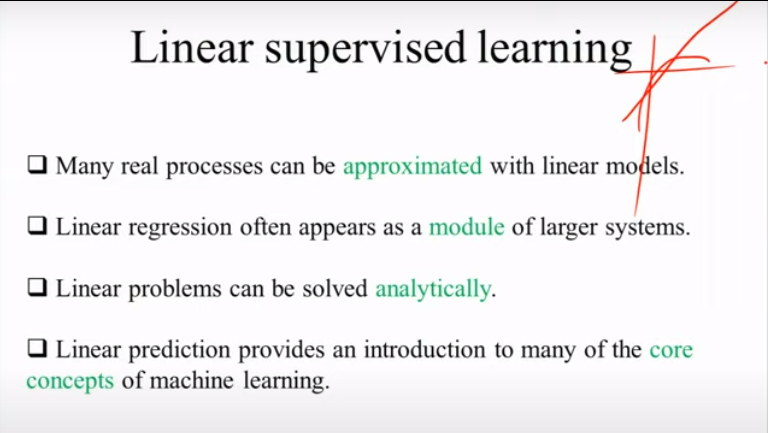 Linear supervised learning
❑ Many real processes can be approximated with linear models.
❑ Linear regression often appears as a module of larger systems.
❑ Linear problems can be solved analytically.
❑ Linear prediction provides an introduction to many of the core
concepts of machine learning.